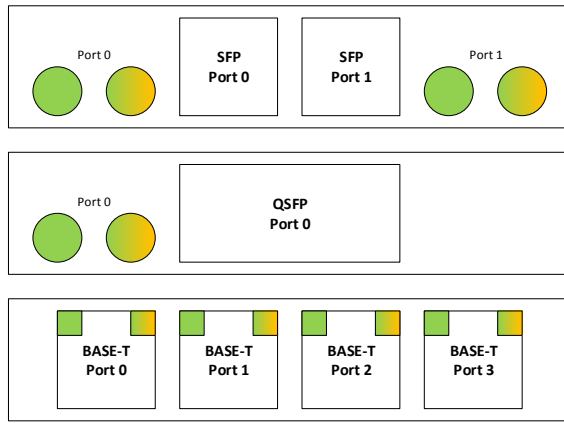 Port 0
SFP
Port 0
SFP
Port 1
Port 1
Port 0
QSFP
Port 0
BASE-T
Port 0
BASE-T
Port 1
BASE-T
Port 2
BASE-T
Port 3